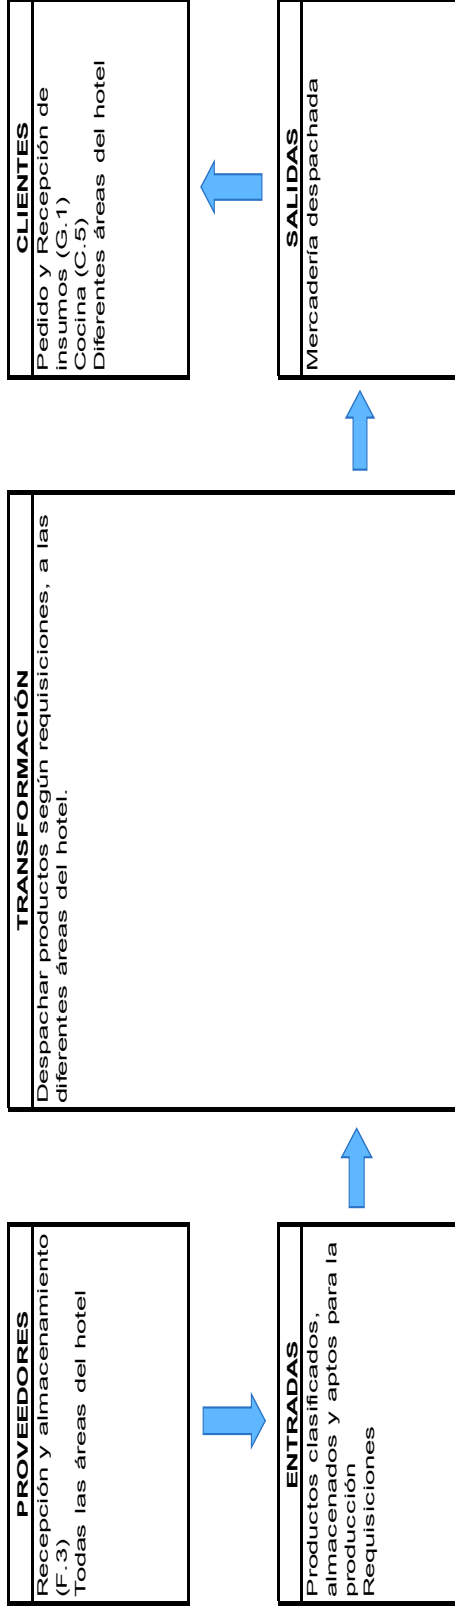 PROVEEDORES
Recepción y almacenamiento
(F.3)
Todas las áreas del hotel
ENTRADAS
Productos clasificados,
almacenados y aptos para la
producción
Requisiciones
TRANSFORMACIÓN
Despachar productos según requisiciones, a las
diferentes áreas del hotel.
CLIENTES
Pedido y Recepción de
insumos (G.1)
Cocina (C.5)
Diferentes áreas del hotel
SALIDAS
Mercadería despachada